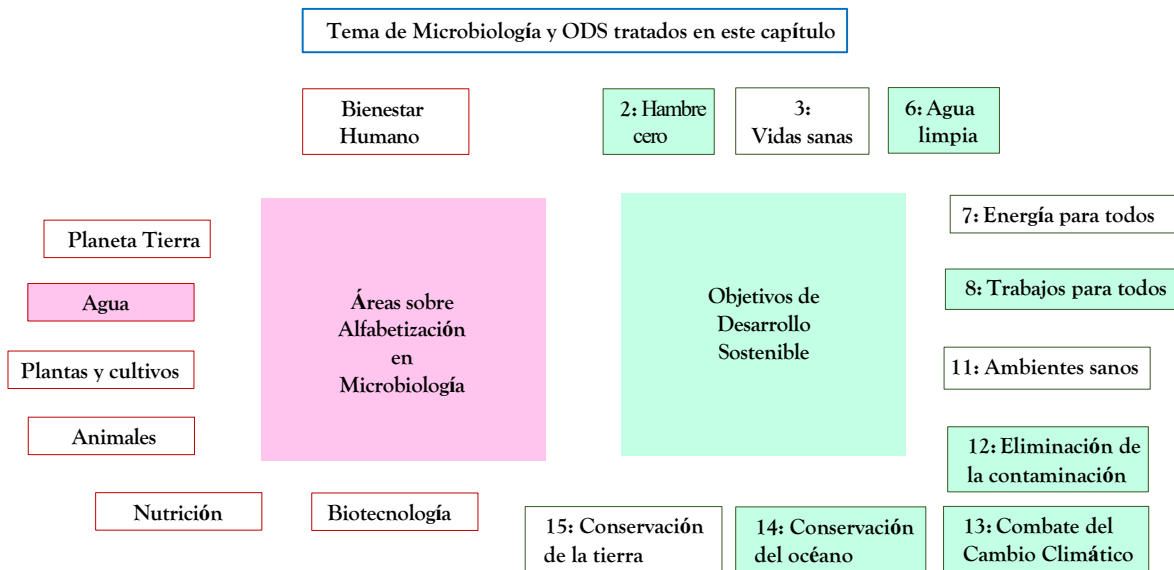 Tema de Microbiología y ODS tratados en este capítulo
Bienestar
Humano
2: Hambre
cero
3:
Vidas sanas
6: Agua
limpia
Planeta Tierra
Agua
Plantas y cultivos
Animales
Nutrición
Biotecnología
Áreas sobre
Alfabetización
en
Microbiología
Objetivos de
Desarrollo
Sostenible
7: Energía para todos
8: Trabajos para todos
11: Ambientes sanos
12: Eliminación de
la contaminación
15: Conservación
de la tierra
14: Conservación
del océano
13: Combate del
Cambio Climático